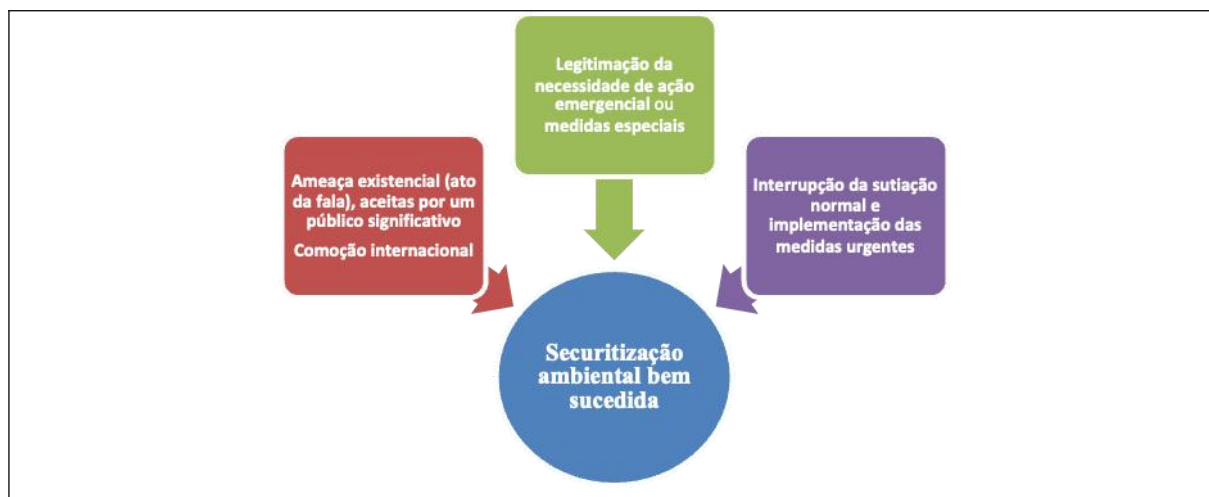 Legitimação da
necessidade de ação
emergencial ou
medidas especiais
Ameaça existencial (ato
da fala), aceitas por um
público significativo
Comoção internacional
Interrupção da sutiação
normal e
implementação das
medidas urgentes
Securitização
ambiental bem
sucedida